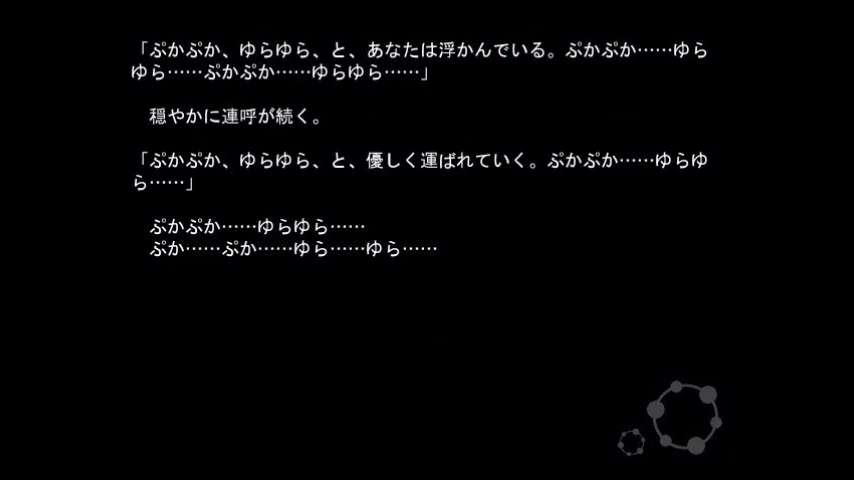 「ぷかぷか、ゆらゆら、と、あなたは浮かんでいる。ぷかぷか……ゆら
ゆら……ぷかぷか……ゆらゆら……」
穏やかに連呼が続く。
「ぷかぷか、ゆらゆら、と、優しく運ばれていく。ぷかぷか……ゆらゆ
ら……」
ぷかぷか……ゆらゆら……
ぷか……ぷか……ゆら……ゆら……